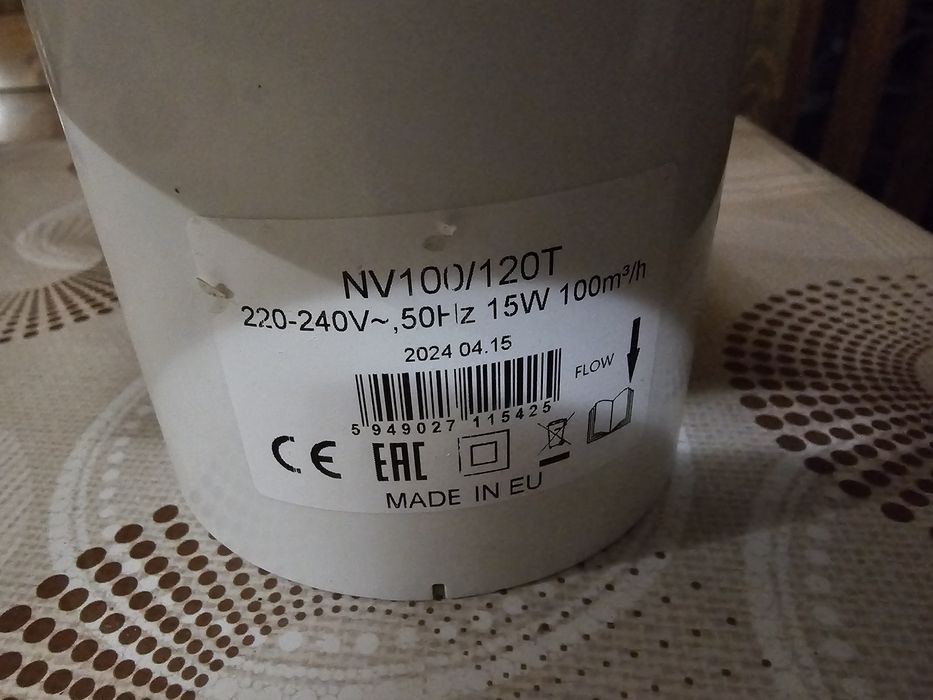 NV100/120T
220-240V~,50Hz 15W 100m³/h
2024 04.15
FLOW
5 949027 115425
CE EAC
MADE IN EU